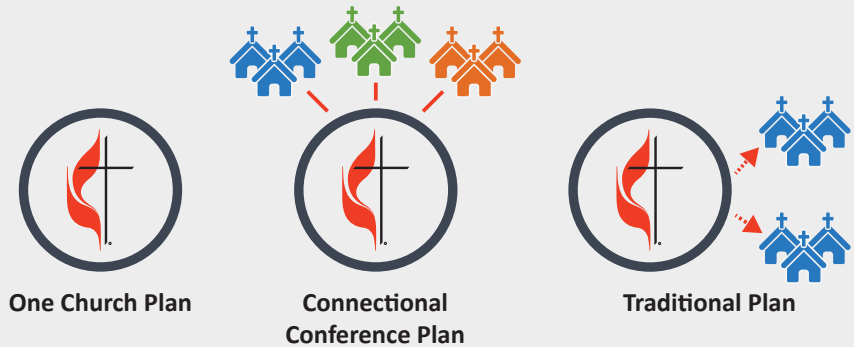 One Church Plan
Connectional
Conference Plan
Traditional Plan